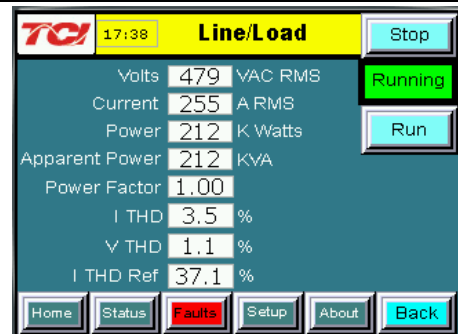 TCI 17:38 Line/Load Stop
Volts 479 VAC RMS Running
Current 255 A RMS
Power 212 K Watts Run
Apparent Power 212 KVA
Power Factor 1.00
I THD 3.5 %
V THD 1.1 %
I THD Ref 37.1 %
Home Status Faults Setup About Back